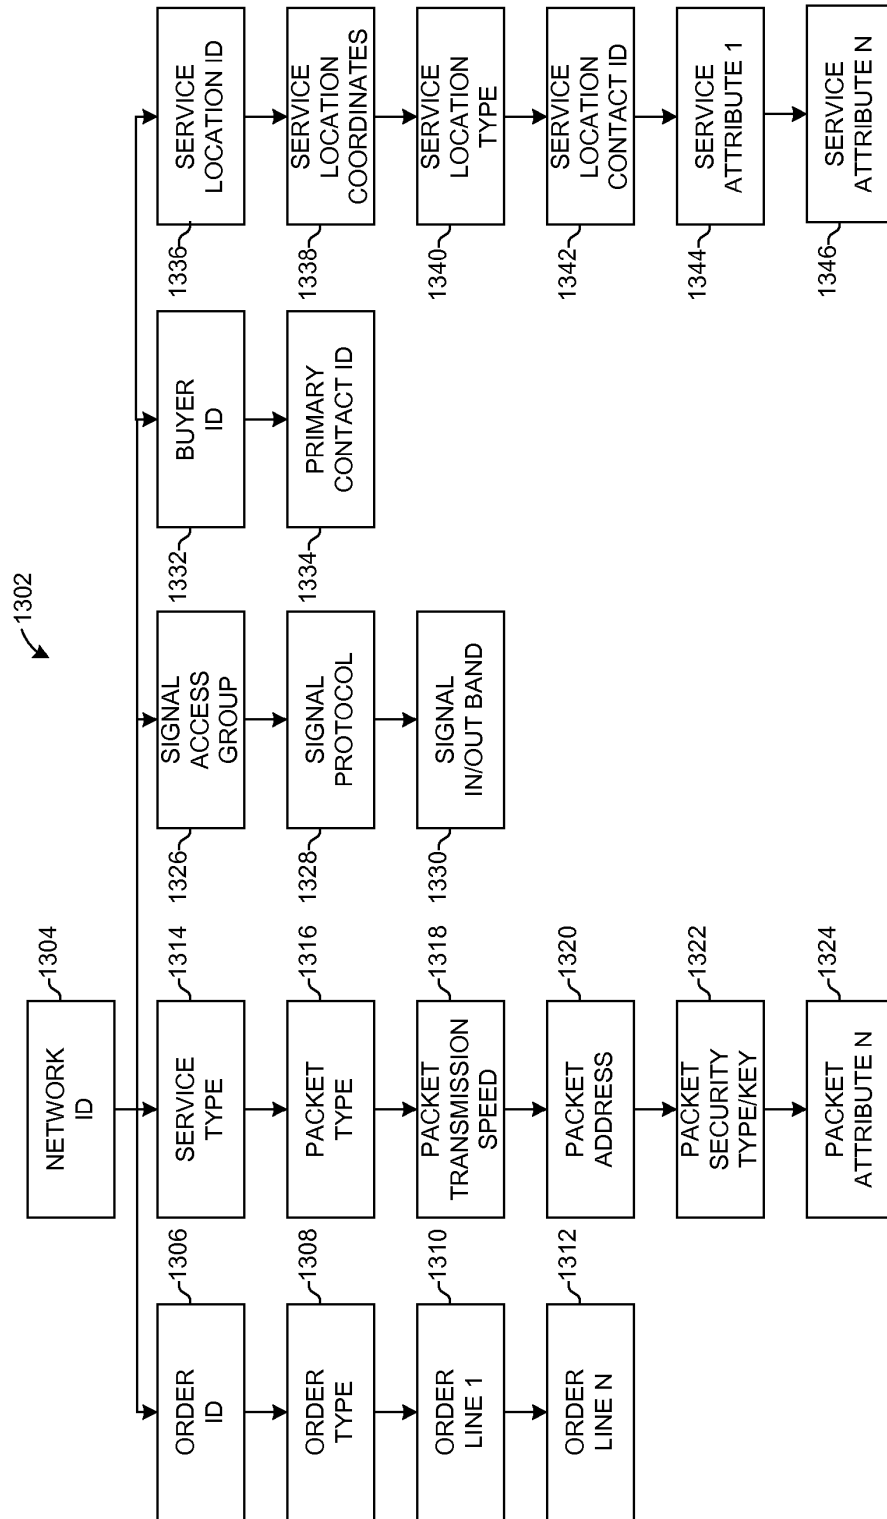 1302
NETWORK
ID
1304
ORDER
ID
1306
ORDER
TYPE
1308
ORDER
LINE 1
1310
ORDER
LINE N
1312
SERVICE
TYPE
1314
PACKET
TYPE
1316
PACKET
TRANSMISSION
SPEED
1318
PACKET
ADDRESS
1320
PACKET
SECURITY
TYPE/KEY
1322
PACKET
ATTRIBUTE N
1324
SIGNAL
ACCESS
GROUP
1326
SIGNAL
PROTOCOL
1328
SIGNAL
IN/OUT BAND
1330
BUYER
ID
1332
PRIMARY
CONTACT ID
1334
SERVICE
LOCATION ID
1336
SERVICE
LOCATION
COORDINATES
1338
SERVICE
LOCATION
TYPE
1340
SERVICE
LOCATION
CONTACT ID
1342
SERVICE
ATTRIBUTE 1
1344
SERVICE
ATTRIBUTE N
1346